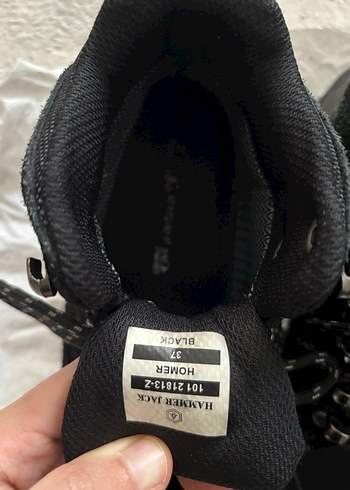 HAMMER JACK
101 21813-Z
HOMER
37
BLACK